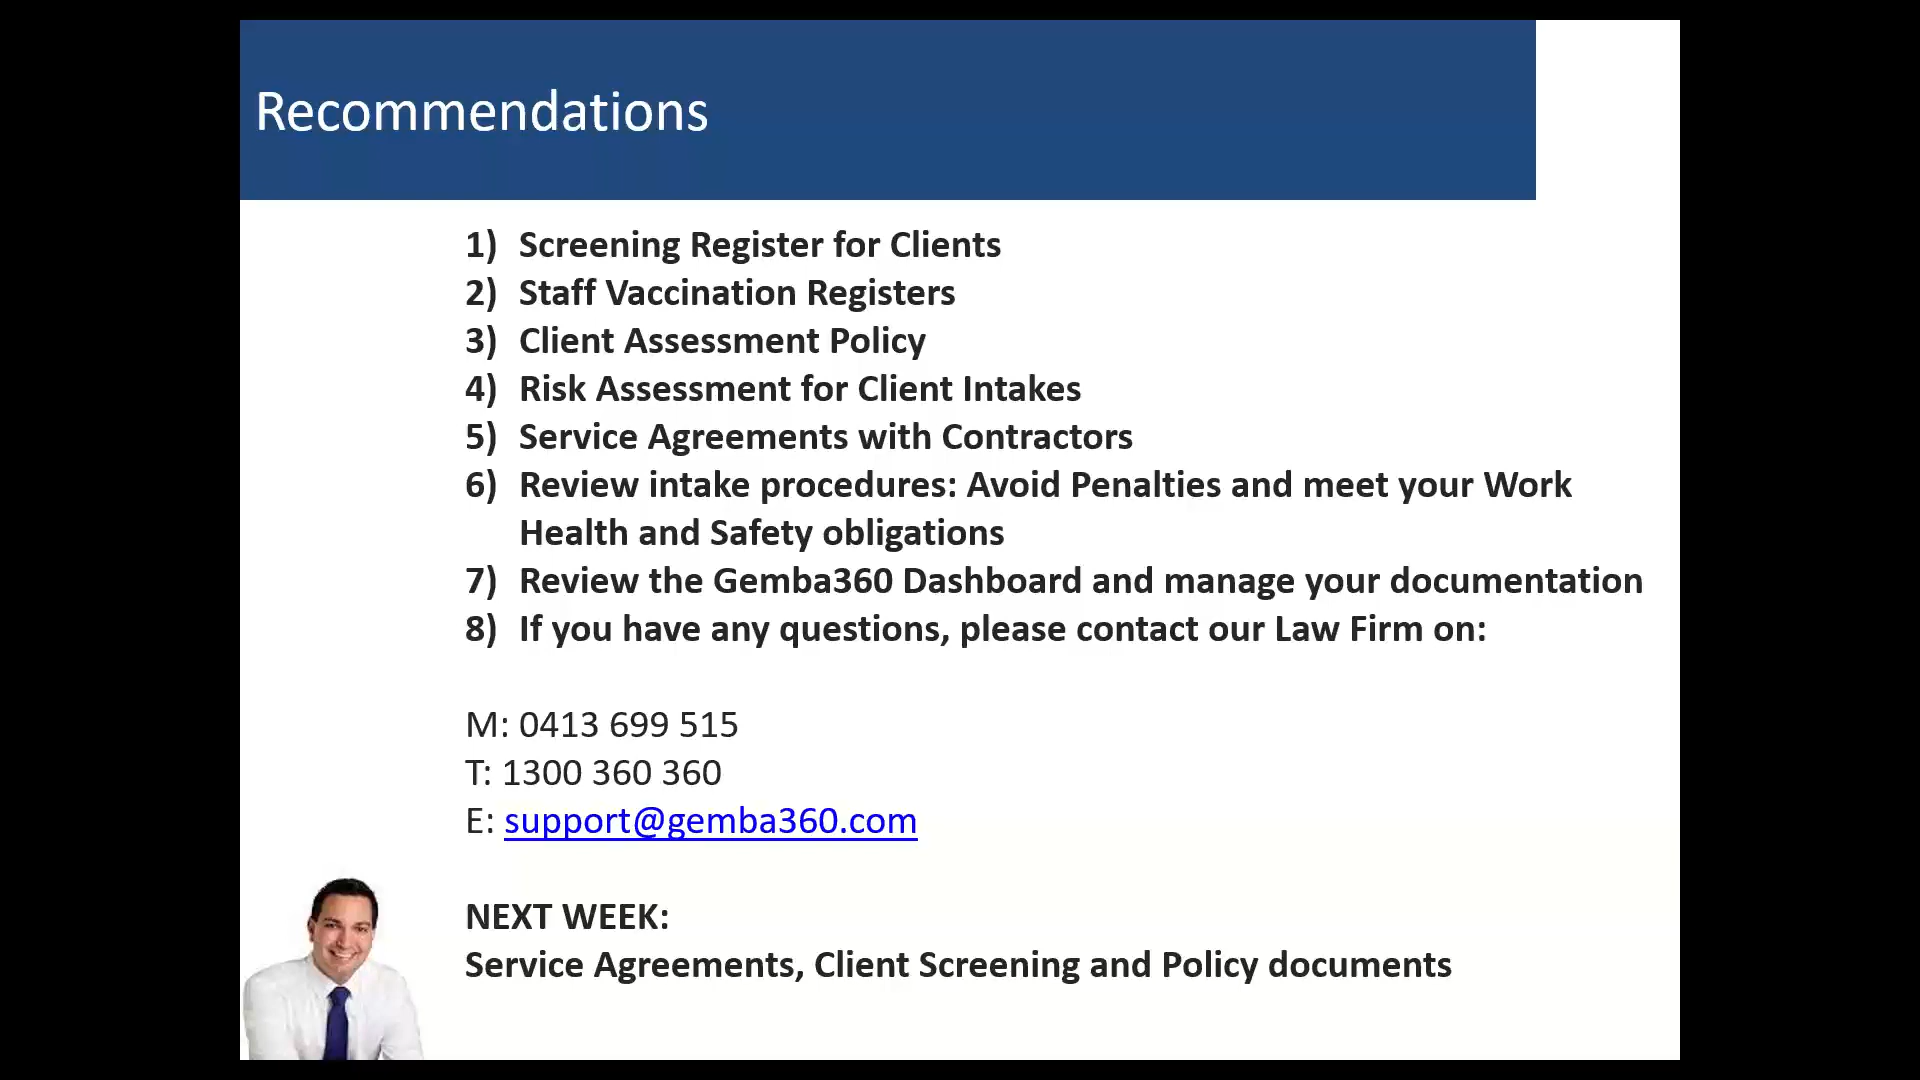 Recommendations
1) Screening Register for Clients
2) Staff Vaccination Registers
3) Client Assessment Policy
4) Risk Assessment for Client Intakes
5) Service Agreements with Contractors
6) Review intake procedures: Avoid Penalties and meet your Work
Health and Safety obligations
7) Review the Gemba360 Dashboard and manage your documentation
8) If you have any questions, please contact our Law Firm on:
M: 0413 699 515
T: 1300 360 360
E: support@gemba360.com
NEXT WEEK:
Service Agreements, Client Screening and Policy documents